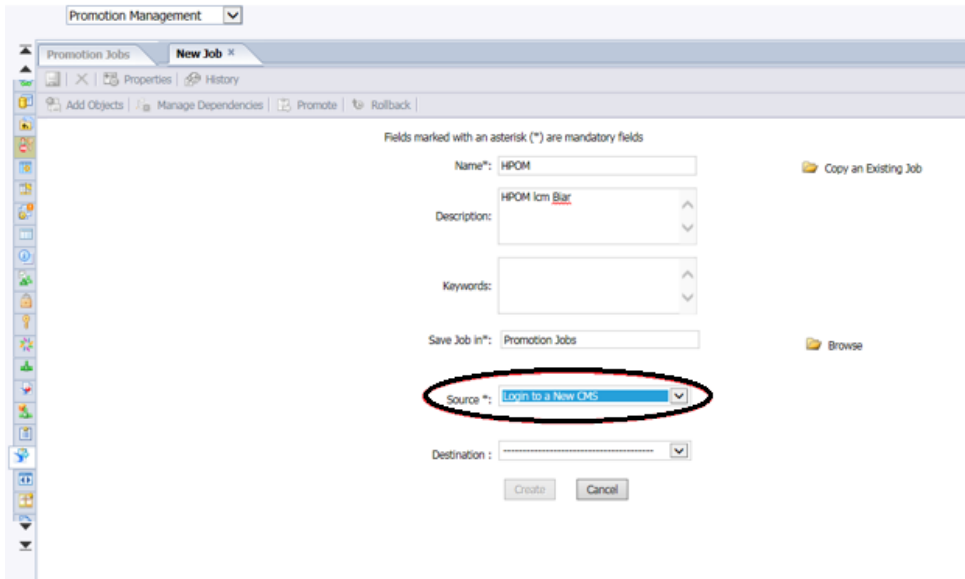 Promotion Management
Promotion Jobs New Job ×
Properties History
Add Objects Manage Dependencies Promote Rollback
Fields marked with an asterisk (*) are mandatory fields
Name*: HPOM Copy an Existing Job
Description: HPOM lcm Biar
Keywords:
Save Job in*: Promotion Jobs Browse
Source *: Login to a New CMS
Destination : --------------------------------------
Create Cancel